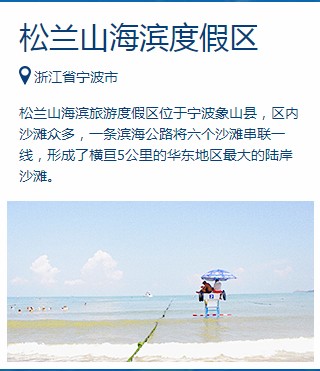 松兰山海滨度假区
浙江省宁波市
松兰山海滨旅游度假区位于宁波象山县，区内
沙滩众多，一条滨海公路将六个沙滩串联一
线，形成了横亘5公里的华东地区最大的陆岸
沙滩。